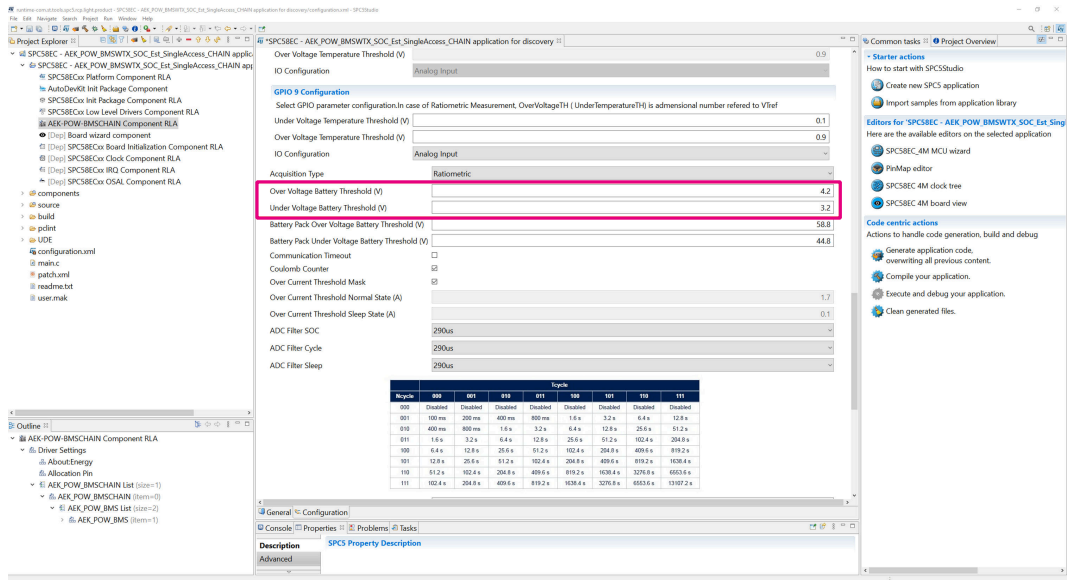 runtime-com.st.tools.spc5.rcp.light.product - SPC58EC - AEK_POW_BMSWTX_SOC_Est_SingleAccess_CHAIN application for discovery/configuration.xml - SPC5Studio
File Edit Navigate Search Project Run Window Help
Project Explorer
SPC58EC - AEK_POW_BMSWTX_SOC_Est_SingleAccess_CHAIN applic
SPC58EC - AEK_POW_BMSWTX_SOC_Est_SingleAccess_CHAIN app
SPC58ECxx Platform Component RLA
AutoDevKit Init Package Component
SPC58ECxx Init Package Component RLA
SPC58ECxx Low Level Drivers Component RLA
AEK-POW-BMSCHAIN Component RLA
[Dep] Board wizard component
[Dep] SPC58ECxx Board Initialization Component RLA
[Dep] SPC58ECxx Clock Component RLA
[Dep] SPC58ECxx IRQ Component RLA
[Dep] SPC58ECxx OSAL Component RLA
components
source
build
pclint
UDE
configuration.xml
main.c
patch.xml
readme.txt
user.mak
Outline
AEK-POW-BMSCHAIN Component RLA
Driver Settings
About:Energy
Allocation Pin
AEK_POW_BMSCHAIN List (size=1)
AEK_POW_BMSCHAIN (item=0)
AEK_POW_BMS List (size=2)
AEK_POW_BMS (item=1)
*SPC58EC - AEK_POW_BMSWTX_SOC_Est_SingleAccess_CHAIN application for discovery
Over Voltage Temperature Threshold (V) 0.9
IO Configuration Analog Input
GPIO 9 Configuration
Select GPIO parameter configuration.In case of Ratiometric Measurement, OverVoltageTH ( UnderTemperatureTH) is admensional number refered to VTref
Under Voltage Temperature Threshold (V) 0.1
Over Voltage Temperature Threshold (V) 0.9
IO Configuration Analog Input
Acquisition Type Ratiometric
Over Voltage Battery Threshold (V) 4.2
Under Voltage Battery Threshold (V) 3.2
Battery Pack Over Voltage Battery Threshold (V) 58.8
Battery Pack Under Voltage Battery Threshold (V) 44.8
Communication Timeout
Coulomb Counter
Over Current Threshold Mask
Over Current Threshold Normal State (A) 1.7
Over Current Threshold Sleep State (A) 0.1
ADC Filter SOC 290us
ADC Filter Cycle 290us
ADC Filter Sleep 290us
Tcycle
Ncycle 000 001 010 011 100 101 110 111
000 Disabled Disabled Disabled Disabled Disabled Disabled Disabled Disabled
001 100 ms 200 ms 400 ms 800 ms 1.6 s 3.2 s 6.4 s 12.8 s
010 400 ms 800 ms 1.6 s 3.2 s 6.4 s 12.8 s 25.6 s 51.2 s
011 1.6 s 3.2 s 6.4 s 12.8 s 25.6 s 51.2 s 102.4 s 204.8 s
100 6.4 s 12.8 s 25.6 s 51.2 s 102.4 s 204.8 s 409.6 s 819.2 s
101 12.8 s 25.6 s 51.2 s 102.4 s 204.8 s 409.6 s 819.2 s 1638.4 s
110 51.2 s 102.4 s 204.8 s 409.6 s 819.2 s 1638.4 s 3276.8 s 6553.6 s
111 102.4 s 204.8 s 409.6 s 819.2 s 1638.4 s 3276.8 s 6553.6 s 13107.2 s
General Configuration
Console Properties Problems Tasks
Description SPC5 Property Description
Advanced
Common tasks Project Overview
Starter actions
How to start with SPC5Studio
Create new SPC5 application
Import samples from application library
Editors for 'SPC58EC - AEK_POW_BMSWTX_SOC_Est_Sing
Here are the available editors on the selected application
SPC58EC_4M MCU wizard
PinMap editor
SPC58EC 4M clock tree
SPC58EC 4M board view
Code centric actions
Actions to handle code generation, build and debug
Generate application code,
overwriting all previous content.
Compile your application.
Execute and debug your application.
Clean generated files.